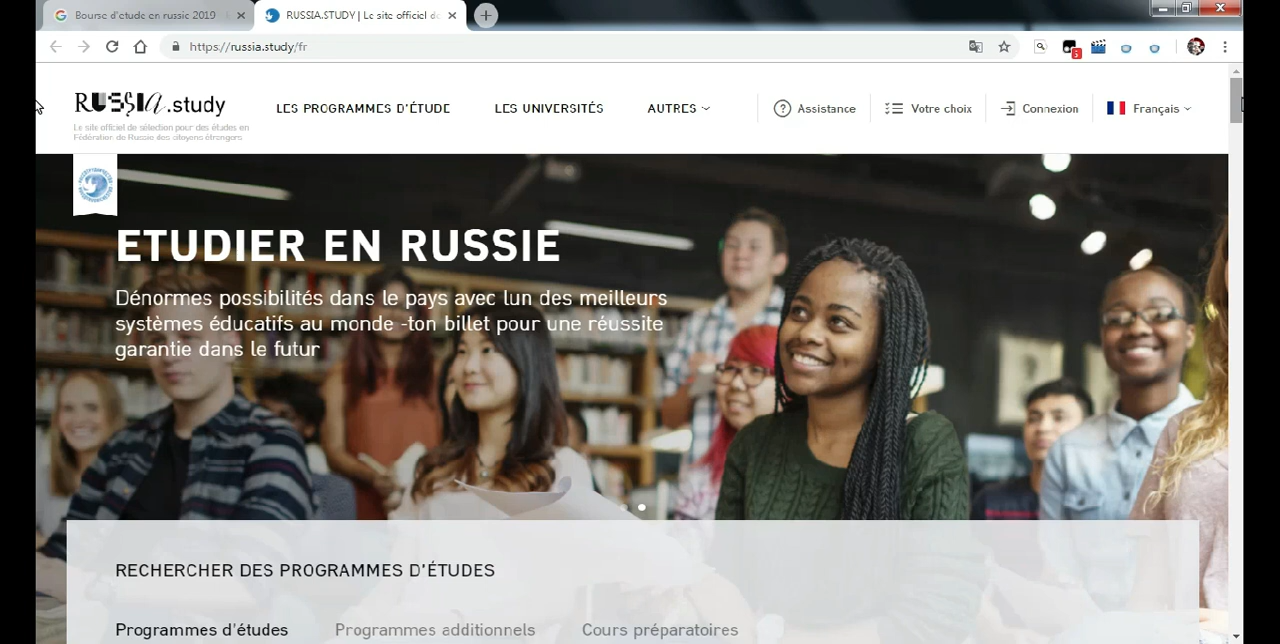 Bourse d'etude en russie 2019
RUSSIA.STUDY | Le site officiel de
https://russia.study/fr
5
RUSSIA.study
Le site officiel de sélection pour des études en
Fédération de Russie des citoyens étrangers
LES PROGRAMMES D'ÉTUDE
LES UNIVERSITÉS
AUTRES
Assistance
Votre choix
Connexion
Français
ETUDIER EN RUSSIE
Dénormes possibilités dans le pays avec lun des meilleurs
systèmes éducatifs au monde -ton billet pour une réussite
garantie dans le futur
RECHERCHER DES PROGRAMMES D'ÉTUDES
Programmes d'études
Programmes additionnels
Cours préparatoires